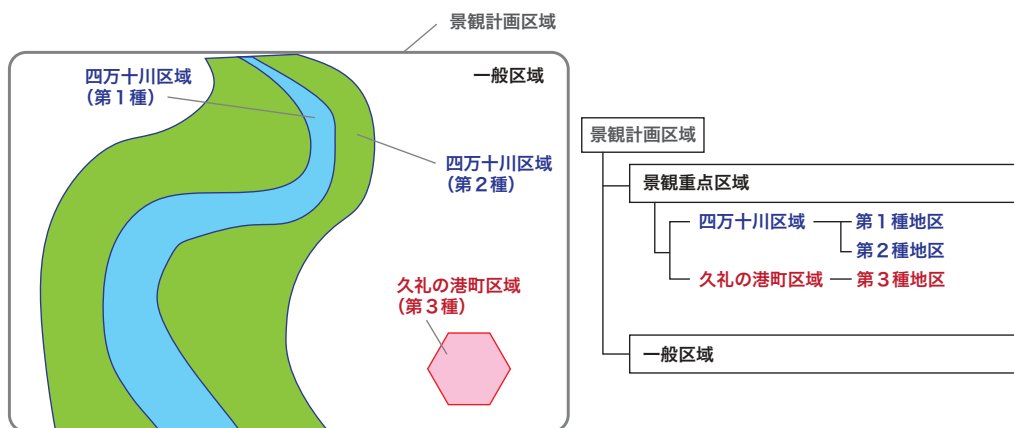 景観計画区域
一般区域
四万十川区域
（第１種）
四万十川区域
（第２種）
久礼の港町区域
（第３種）
景観計画区域
景観重点区域
四万十川区域 第１種地区
第２種地区
久礼の港町区域 第３種地区
一般区域